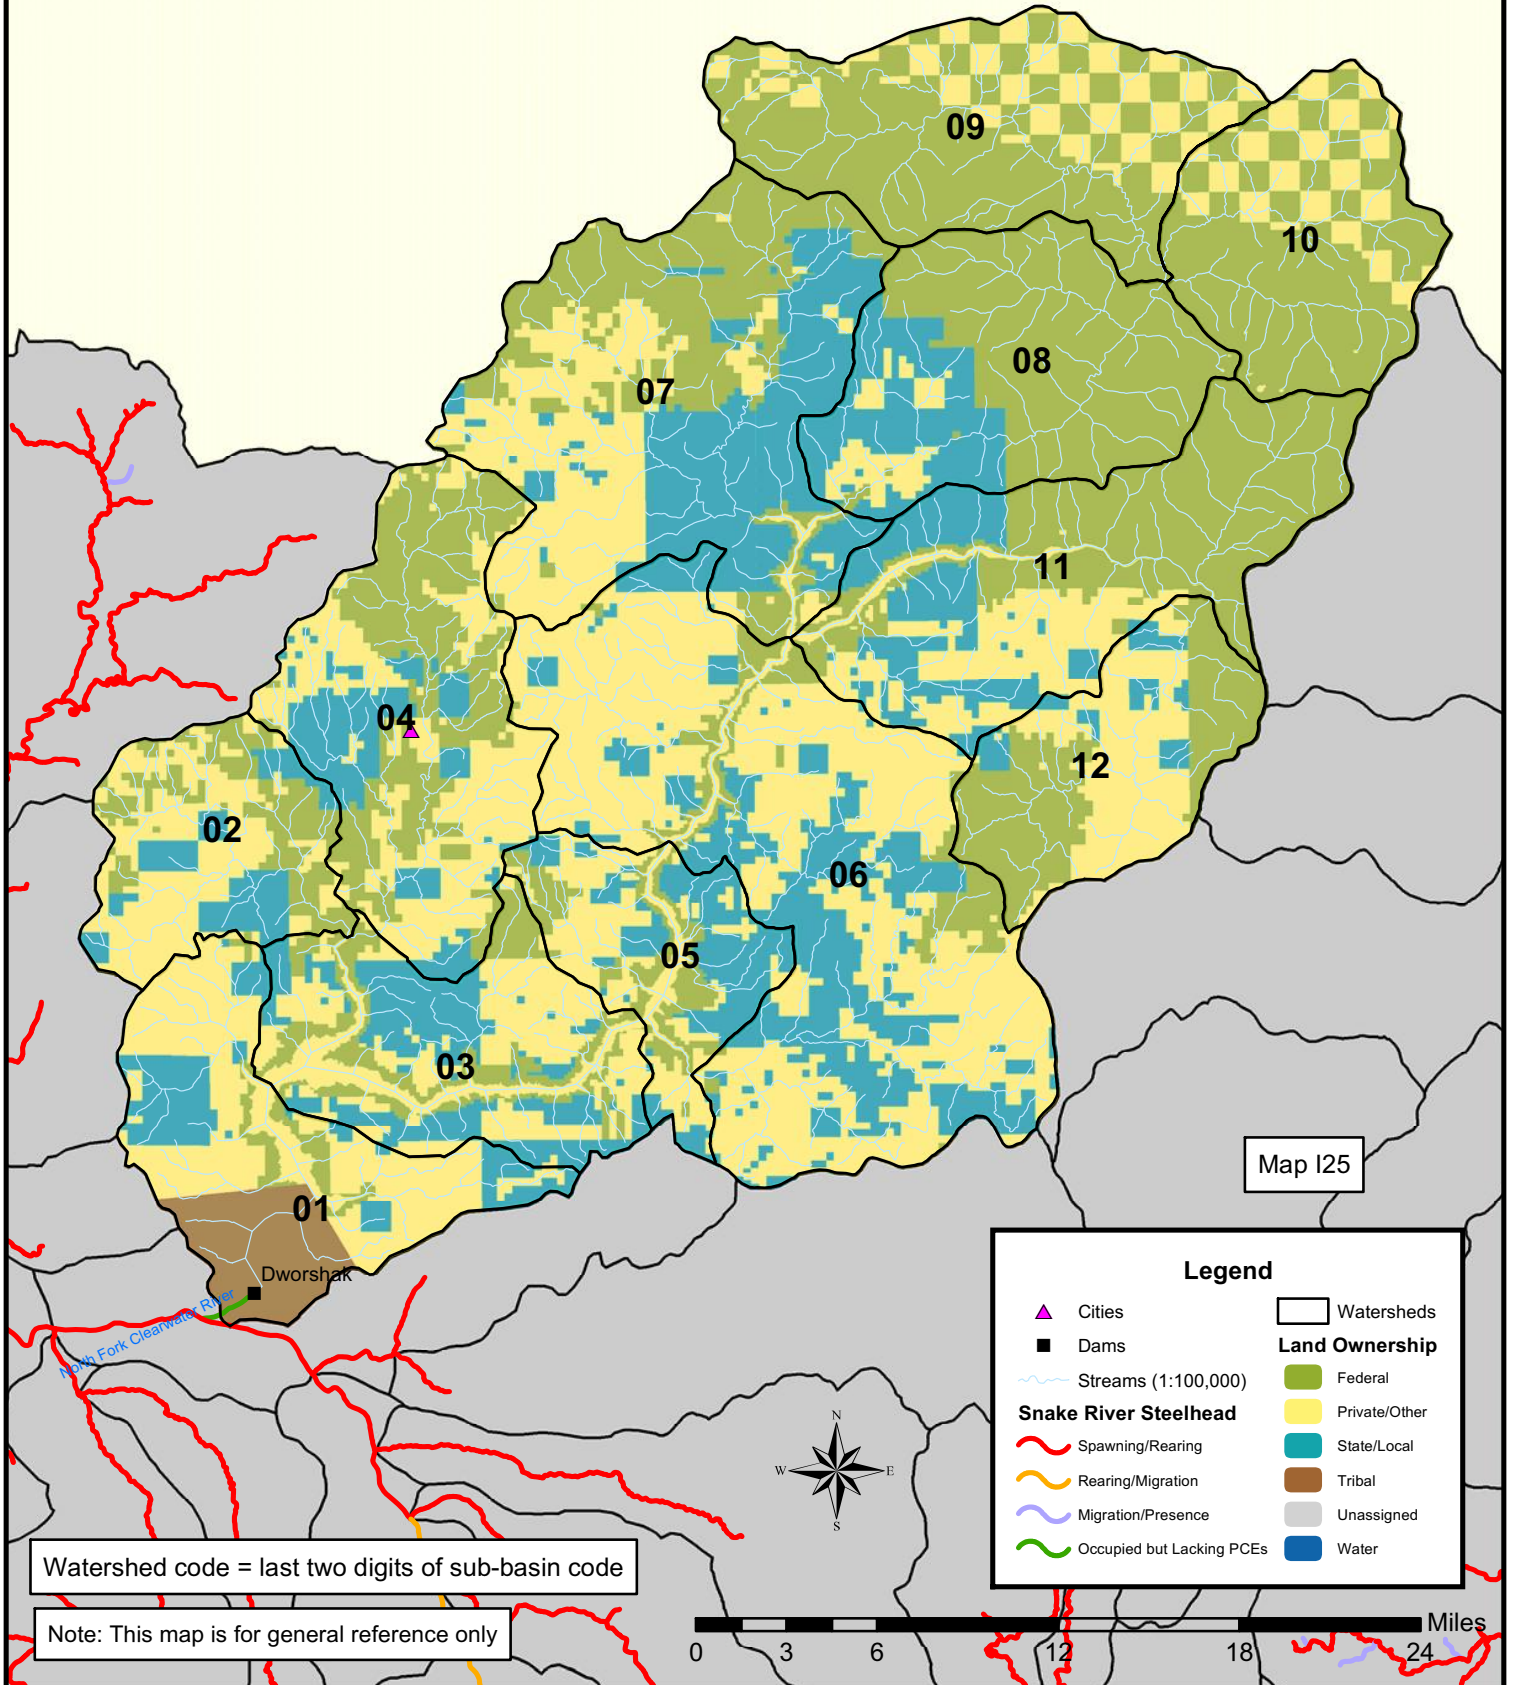 09
10
08
07
11
04
12
02
06
05
03
01
Dworshak
North Fork Clearwater River
Map I25
Legend
Cities
Dams
Streams (1:100,000)
Snake River Steelhead
Spawning/Rearing
Rearing/Migration
Migration/Presence
Occupied but Lacking PCEs
Watersheds
Land Ownership
Federal
Private/Other
State/Local
Tribal
Unassigned
Water
N
W E
S
Watershed code = last two digits of sub-basin code
Note: This map is for general reference only
Miles
0 3 6 12 18 24